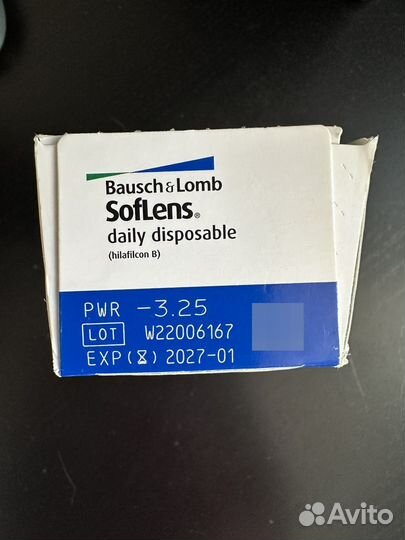 Bausch & Lomb
SofLens®
daily disposable
(hilafilcon B)
PWR -3.25
LOT W22006167
EXP (⌛) 2027-01
Avito